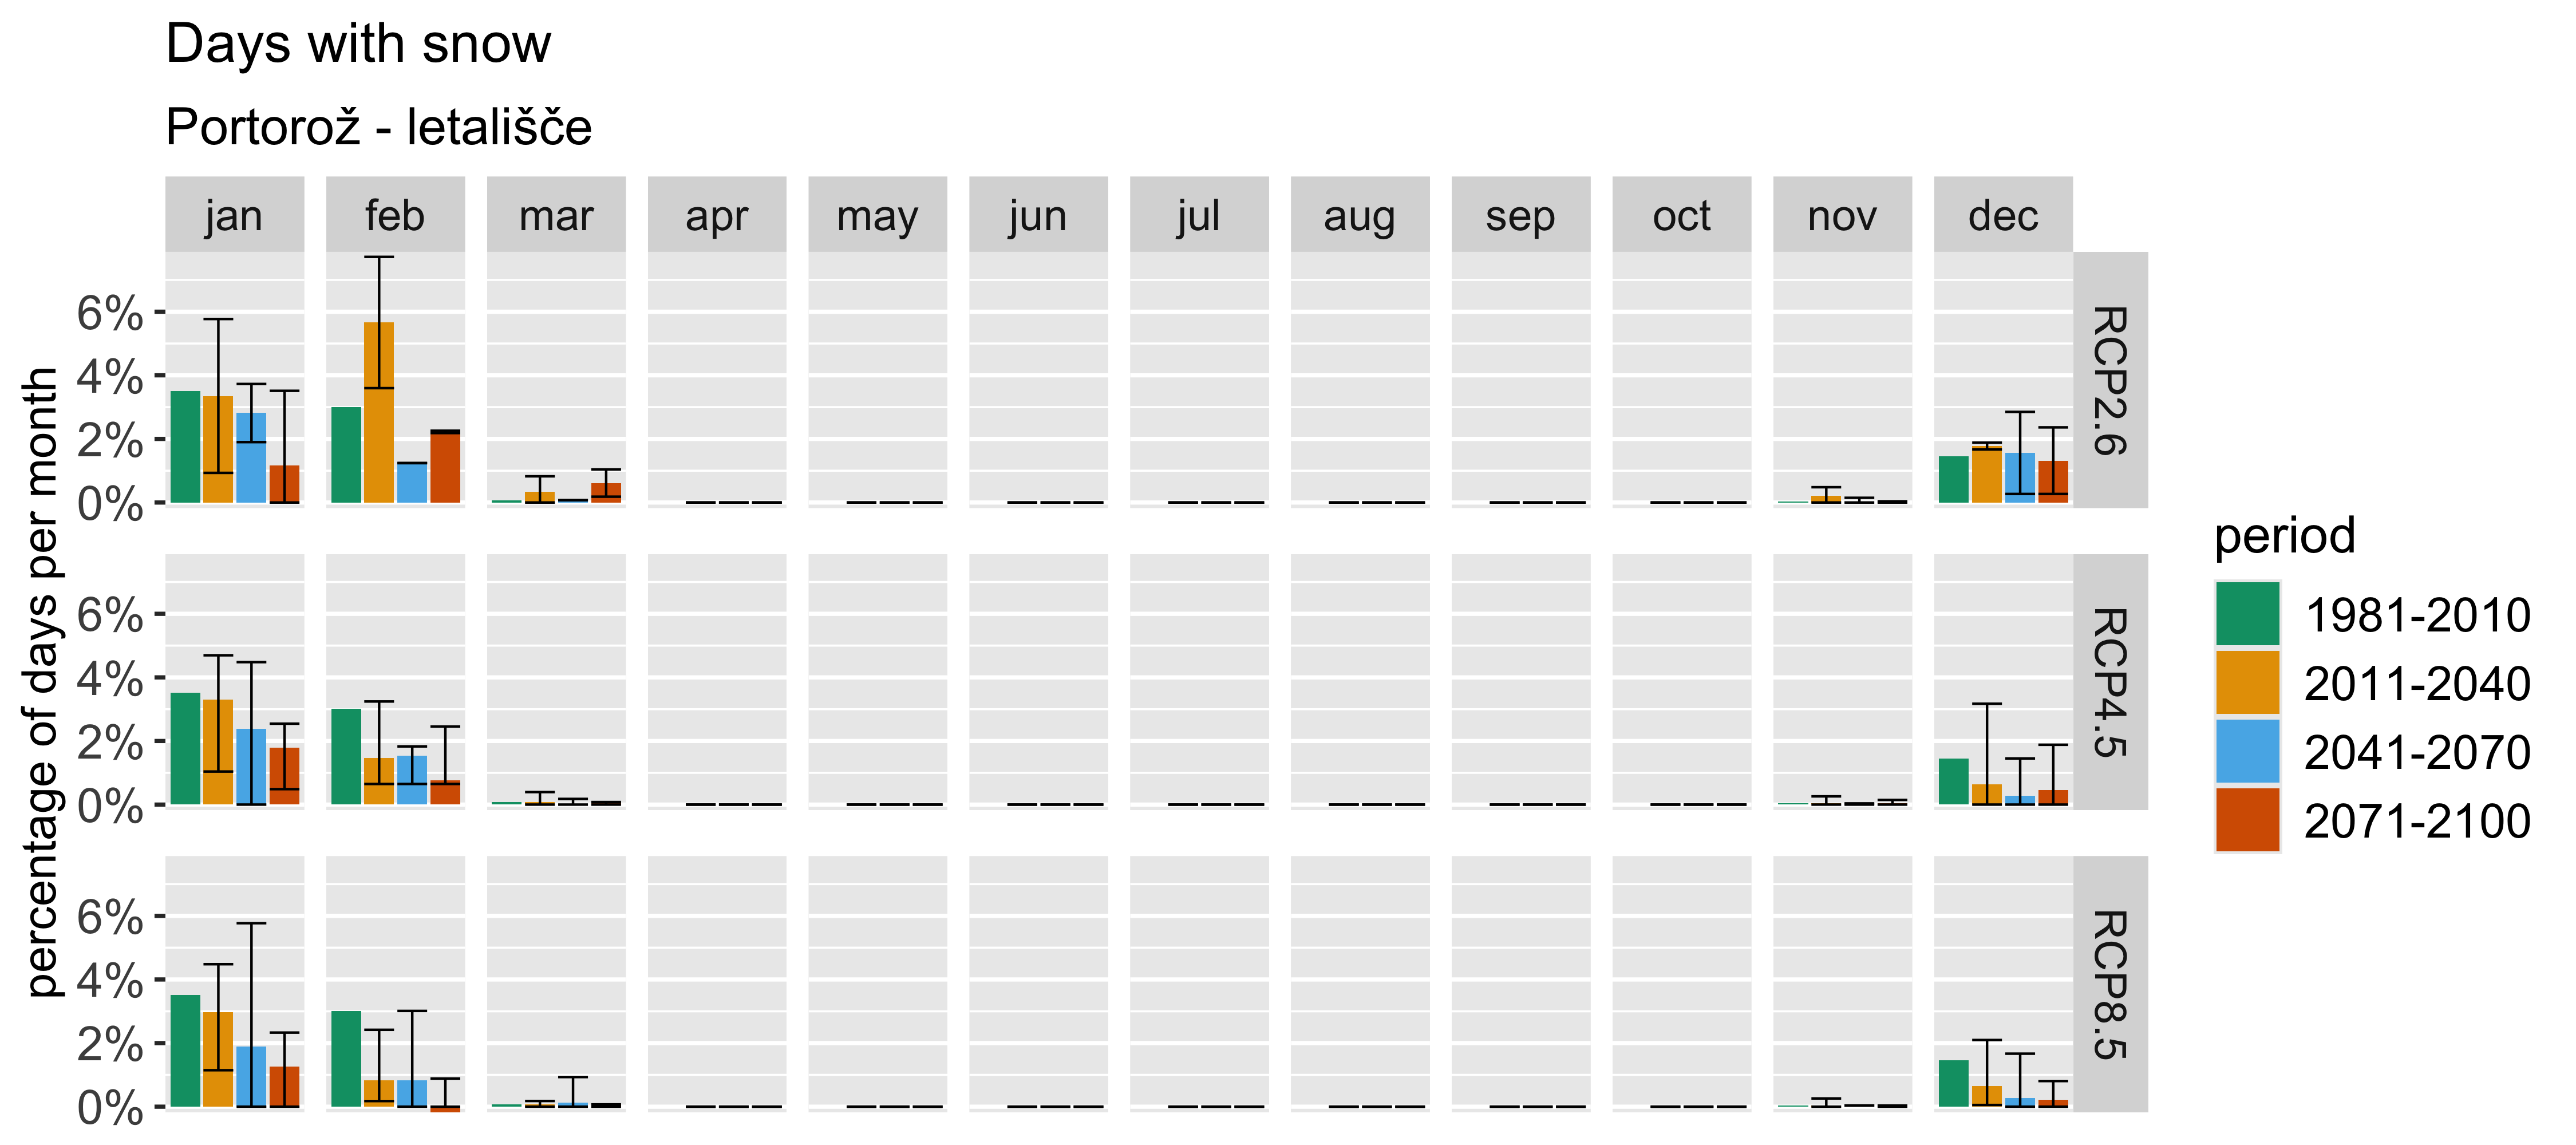 Days with snow
Portorož - letališče
jan feb mar apr may jun jul aug sep oct nov dec
percentage of days per month
6%
4%
2%
0%
RCP2.6
6%
4%
2%
0%
RCP4.5
6%
4%
2%
0%
RCP8.5
period
1981-2010
2011-2040
2041-2070
2071-2100